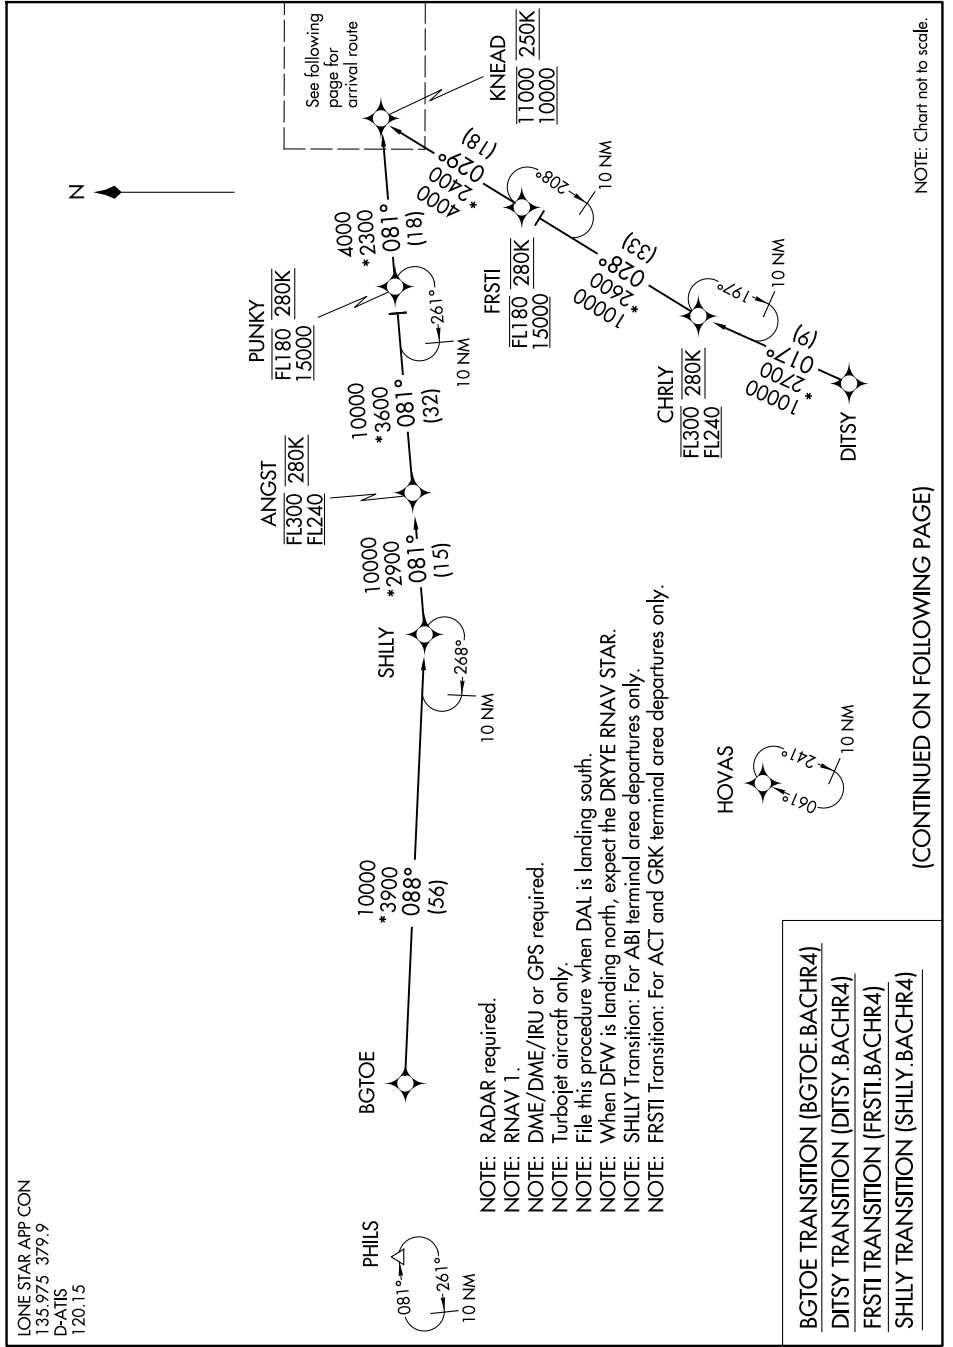 LONE STAR APP CON
135.975 379.9
D-ATIS
120.15
N
See following
page for
arrival route
KNEAD
11000 250K
10000
PUNKY
FL180 280K
15000
4000
*2300
081°
(18)
261°
10 NM
4000
*2400
029°
(18)
ANGST
FL300 280K
FL240
10000
*3600
081°
(32)
FRSTI
FL180 280K
15000
208°
10 NM
10000
*2600
028°
(33)
SHLLY
10000
*2900
081°
(15)
268°
10 NM
CHRLY
FL300 280K
FL240
197°
10 NM
10000
*2700
017°
(9)
DITSY
BGTOE
10000
*3900
088°
(56)
PHILS
081°
261°
10 NM
HOVAS
241°
061°
10 NM
NOTE: RADAR required.
NOTE: RNAV 1.
NOTE: DME/DME/IRU or GPS required.
NOTE: Turbojet aircraft only.
NOTE: File this procedure when DAL is landing south.
NOTE: When DFW is landing north, expect the DRYYE RNAV STAR.
NOTE: SHLLY Transition: For ABI terminal area departures only.
NOTE: FRSTI Transition: For ACT and GRK terminal area departures only.
BGTOE TRANSITION (BGTOE.BACHR4)
DITSY TRANSITION (DITSY.BACHR4)
FRSTI TRANSITION (FRSTI.BACHR4)
SHLLY TRANSITION (SHLLY.BACHR4)
(CONTINUED ON FOLLOWING PAGE)
NOTE: Chart not to scale.